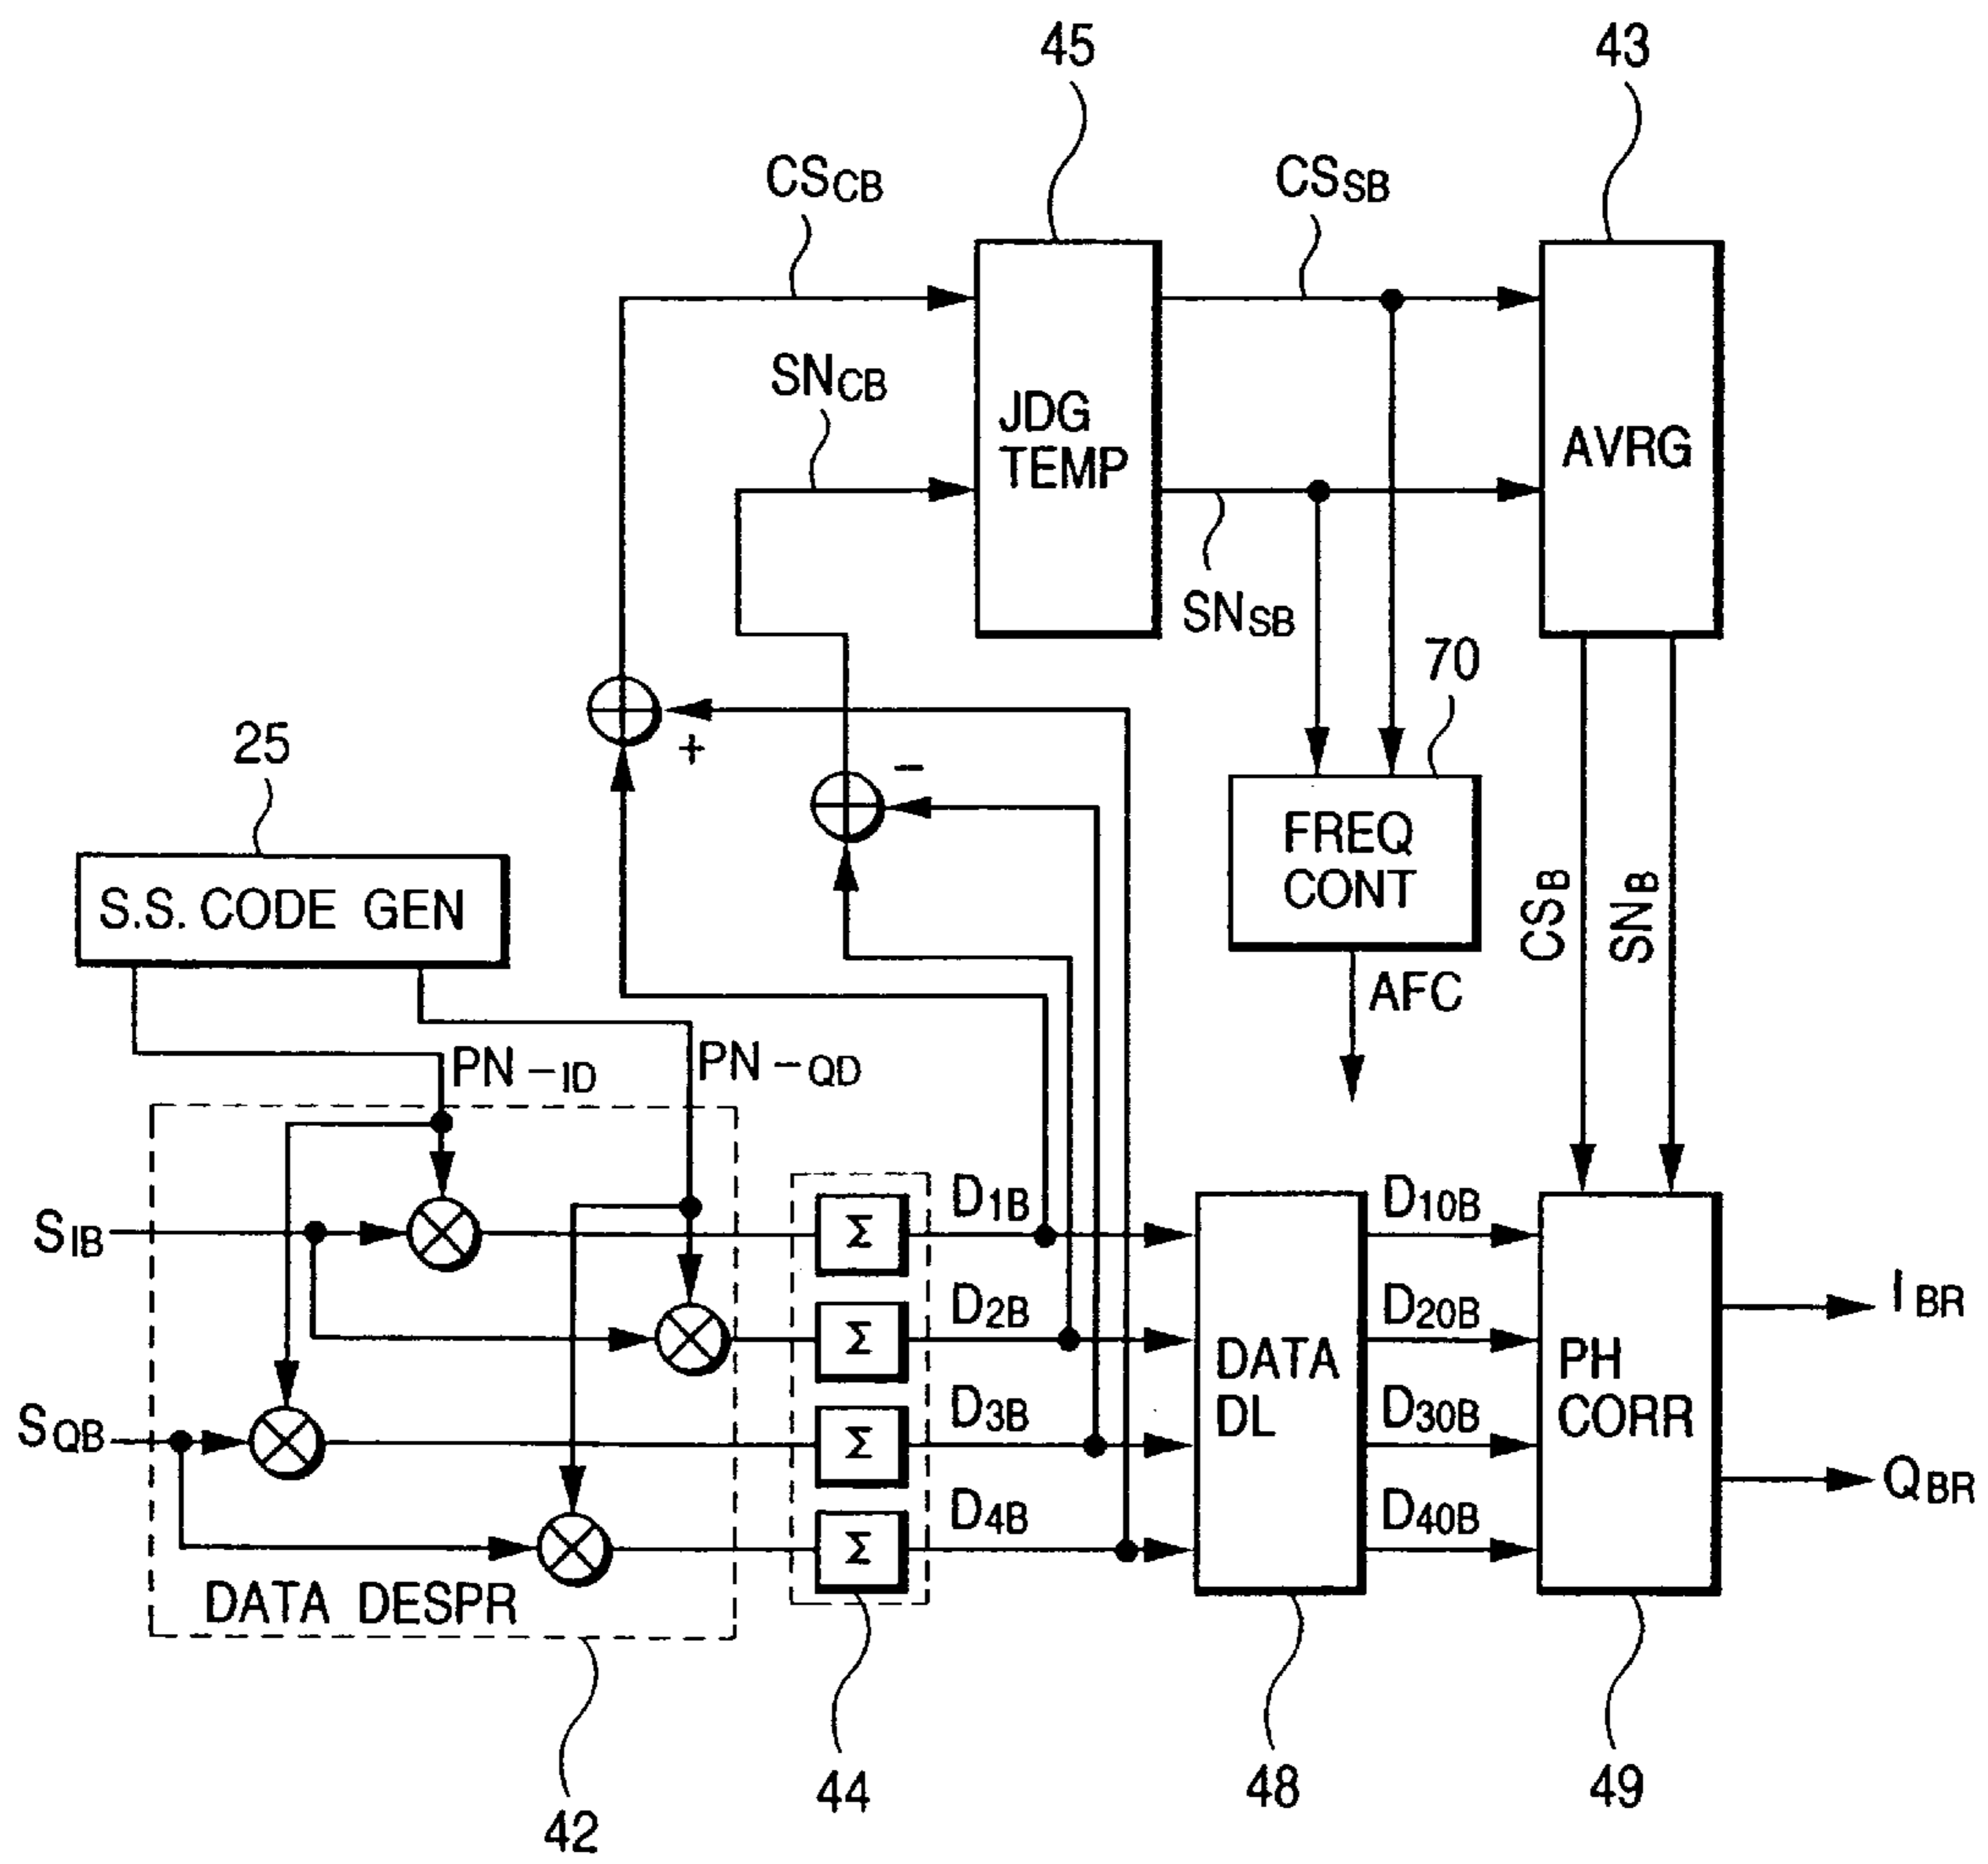 45
43
CSCB
CSSB
SNCB
JDG
TEMP
AVRG
SNSB
70
+
−
25
FREQ
CONT
S.S. CODE GEN
CSB
SNB
AFC
PN-ID
PN-QD
SIB
Σ
D1B
D10B
IBR
Σ
D2B
D20B
DATA
DL
PH
CORR
SQB
Σ
D3B
D30B
QBR
Σ
D4B
D40B
DATA DESPR
42
44
48
49